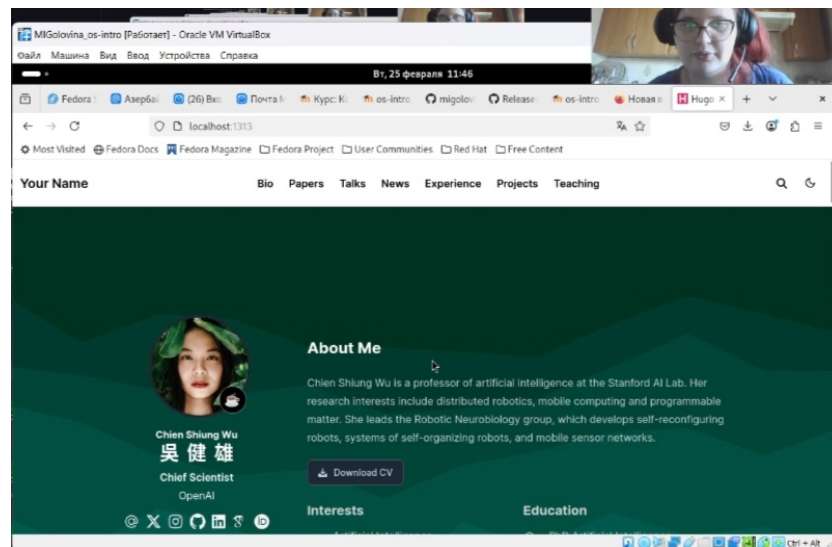 MIGolovina_os-intro [Работает] - Oracle VM VirtualBox
Файл Машина Вид Ввод Устройства Справка
Вт, 25 февраля 11:46
Fedora Азербай (26) Вхо Почта Курс: os-intro migolov Release os-intro Новая в Hugo
localhost:1313
Most Visited Fedora Docs Fedora Magazine Fedora Project User Communities Red Hat Free Content
Your Name Bio Papers Talks News Experience Projects Teaching
About Me
Chien Shiung Wu is a professor of artificial intelligence at the Stanford AI Lab. Her
research interests include distributed robotics, mobile computing and programmable
matter. She leads the Robotic Neurobiology group, which develops self-reconfiguring
robots, systems of self-organizing robots, and mobile sensor networks.
Chien Shiung Wu
吳健雄
Chief Scientist
OpenAI
Download CV
Interests
Education
Ctrl + Alt